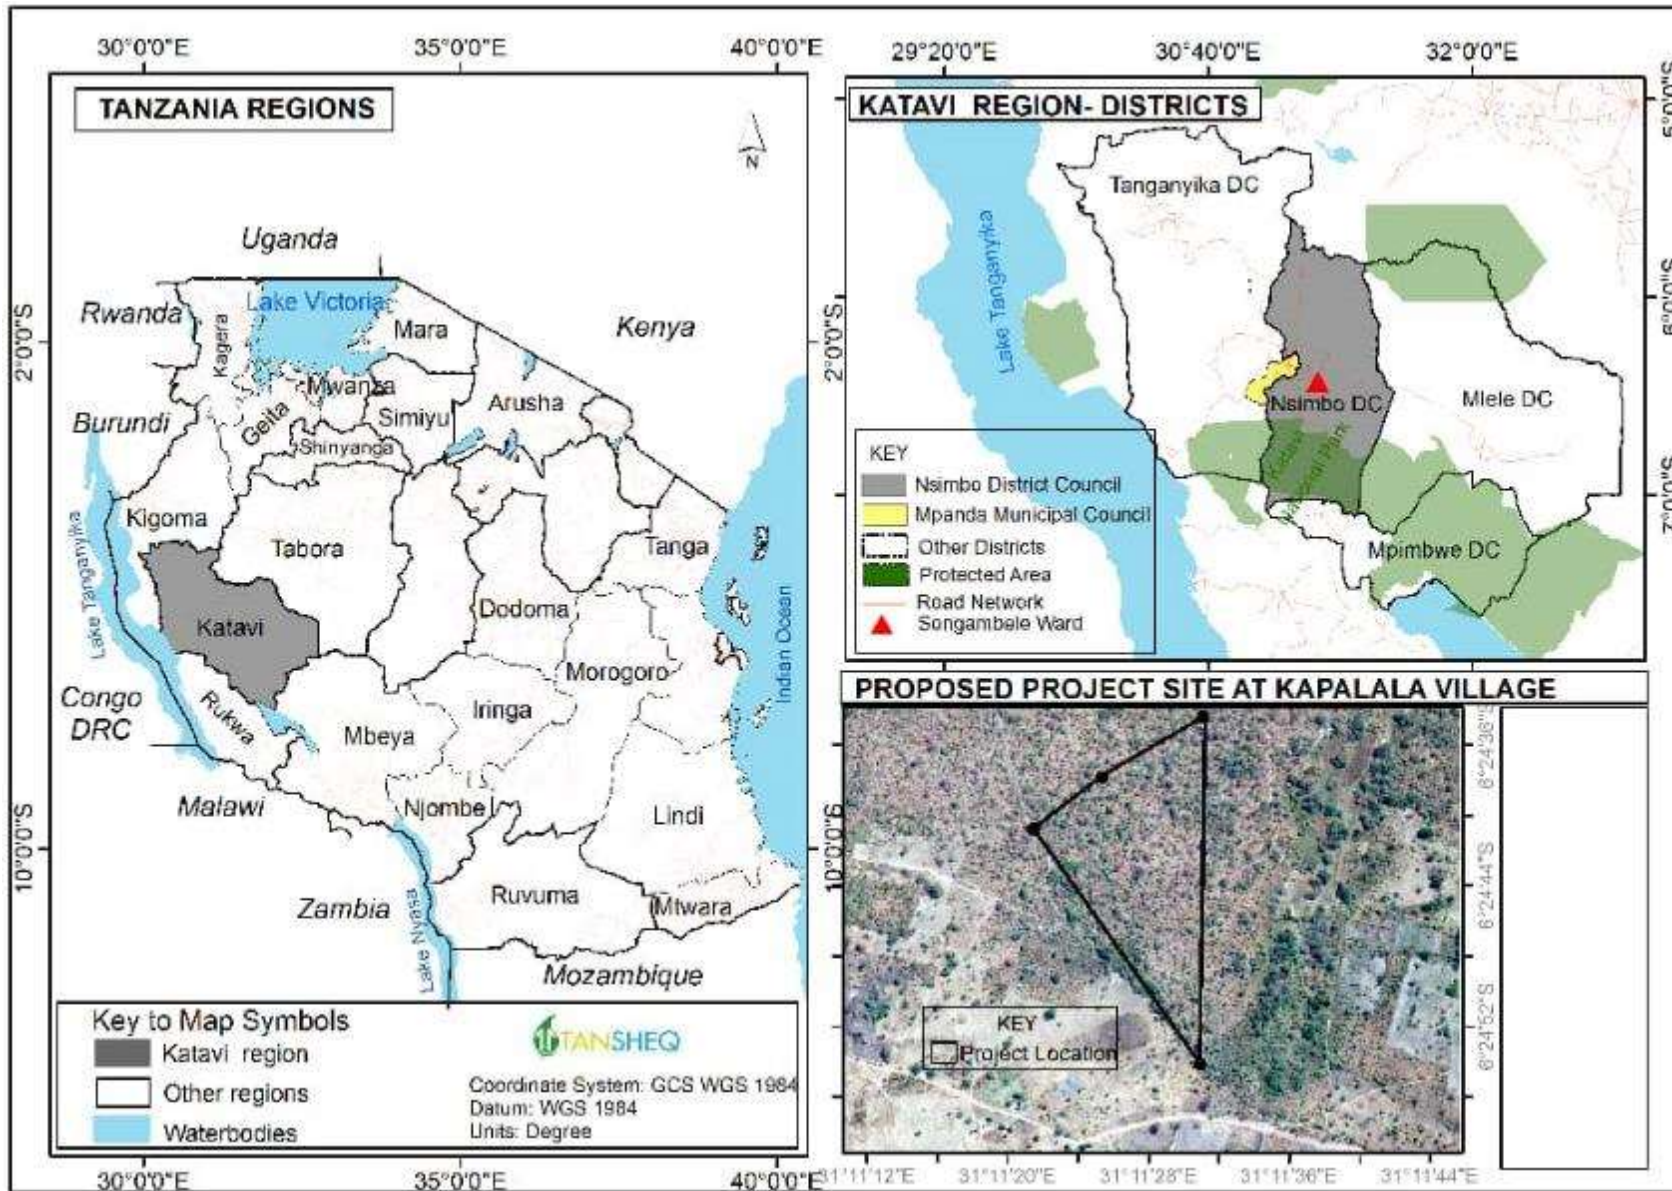 30°0'0"E 35°0'0"E 40°0'0"E
TANZANIA REGIONS
N
Uganda
Rwanda
Lake Victoria
Kagera
Mara
Kenya
Burundi
Mwanza
Geita
Simiyu
Arusha
Shinyanga
Kigoma
Tabora
Tanga
Lake Tanganyika
Katavi
Dodoma
Indian Ocean
Morogoro
Congo
DRC
Rukwa
Iringa
Mbeya
Malawi
Njombe
Lindi
Zambia
Lake Nyasa
Ruvuma
Mtwara
Mozambique
2°0'0"S
10°0'0"S
Key to Map Symbols
Katavi region
Other regions
Waterbodies
TANSHEQ
Coordinate System: GCS WGS 1984
Datum: WGS 1984
Units: Degree
30°0'0"E 35°0'0"E 40°0'0"E
29°20'0"E 30°40'0"E 32°0'0"E
KATAVI REGION- DISTRICTS
Tanganyika DC
Lake Tanganyika
Nsimbo DC
Mlele DC
Mpimbwe DC
5°0'0"S
6°0'0"S
7°0'0"S
2°0'0"S
10°0'0"S
KEY
Nsimbo District Council
Mpanda Municipal Council
Other Districts
Protected Area
Road Network
Songambele Ward
PROPOSED PROJECT SITE AT KAPALALA VILLAGE
6°24'36"S
6°24'44"S
6°24'52"S
KEY
Project Location
31°11'12"E 31°11'20"E 31°11'28"E 31°11'36"E 31°11'44"E